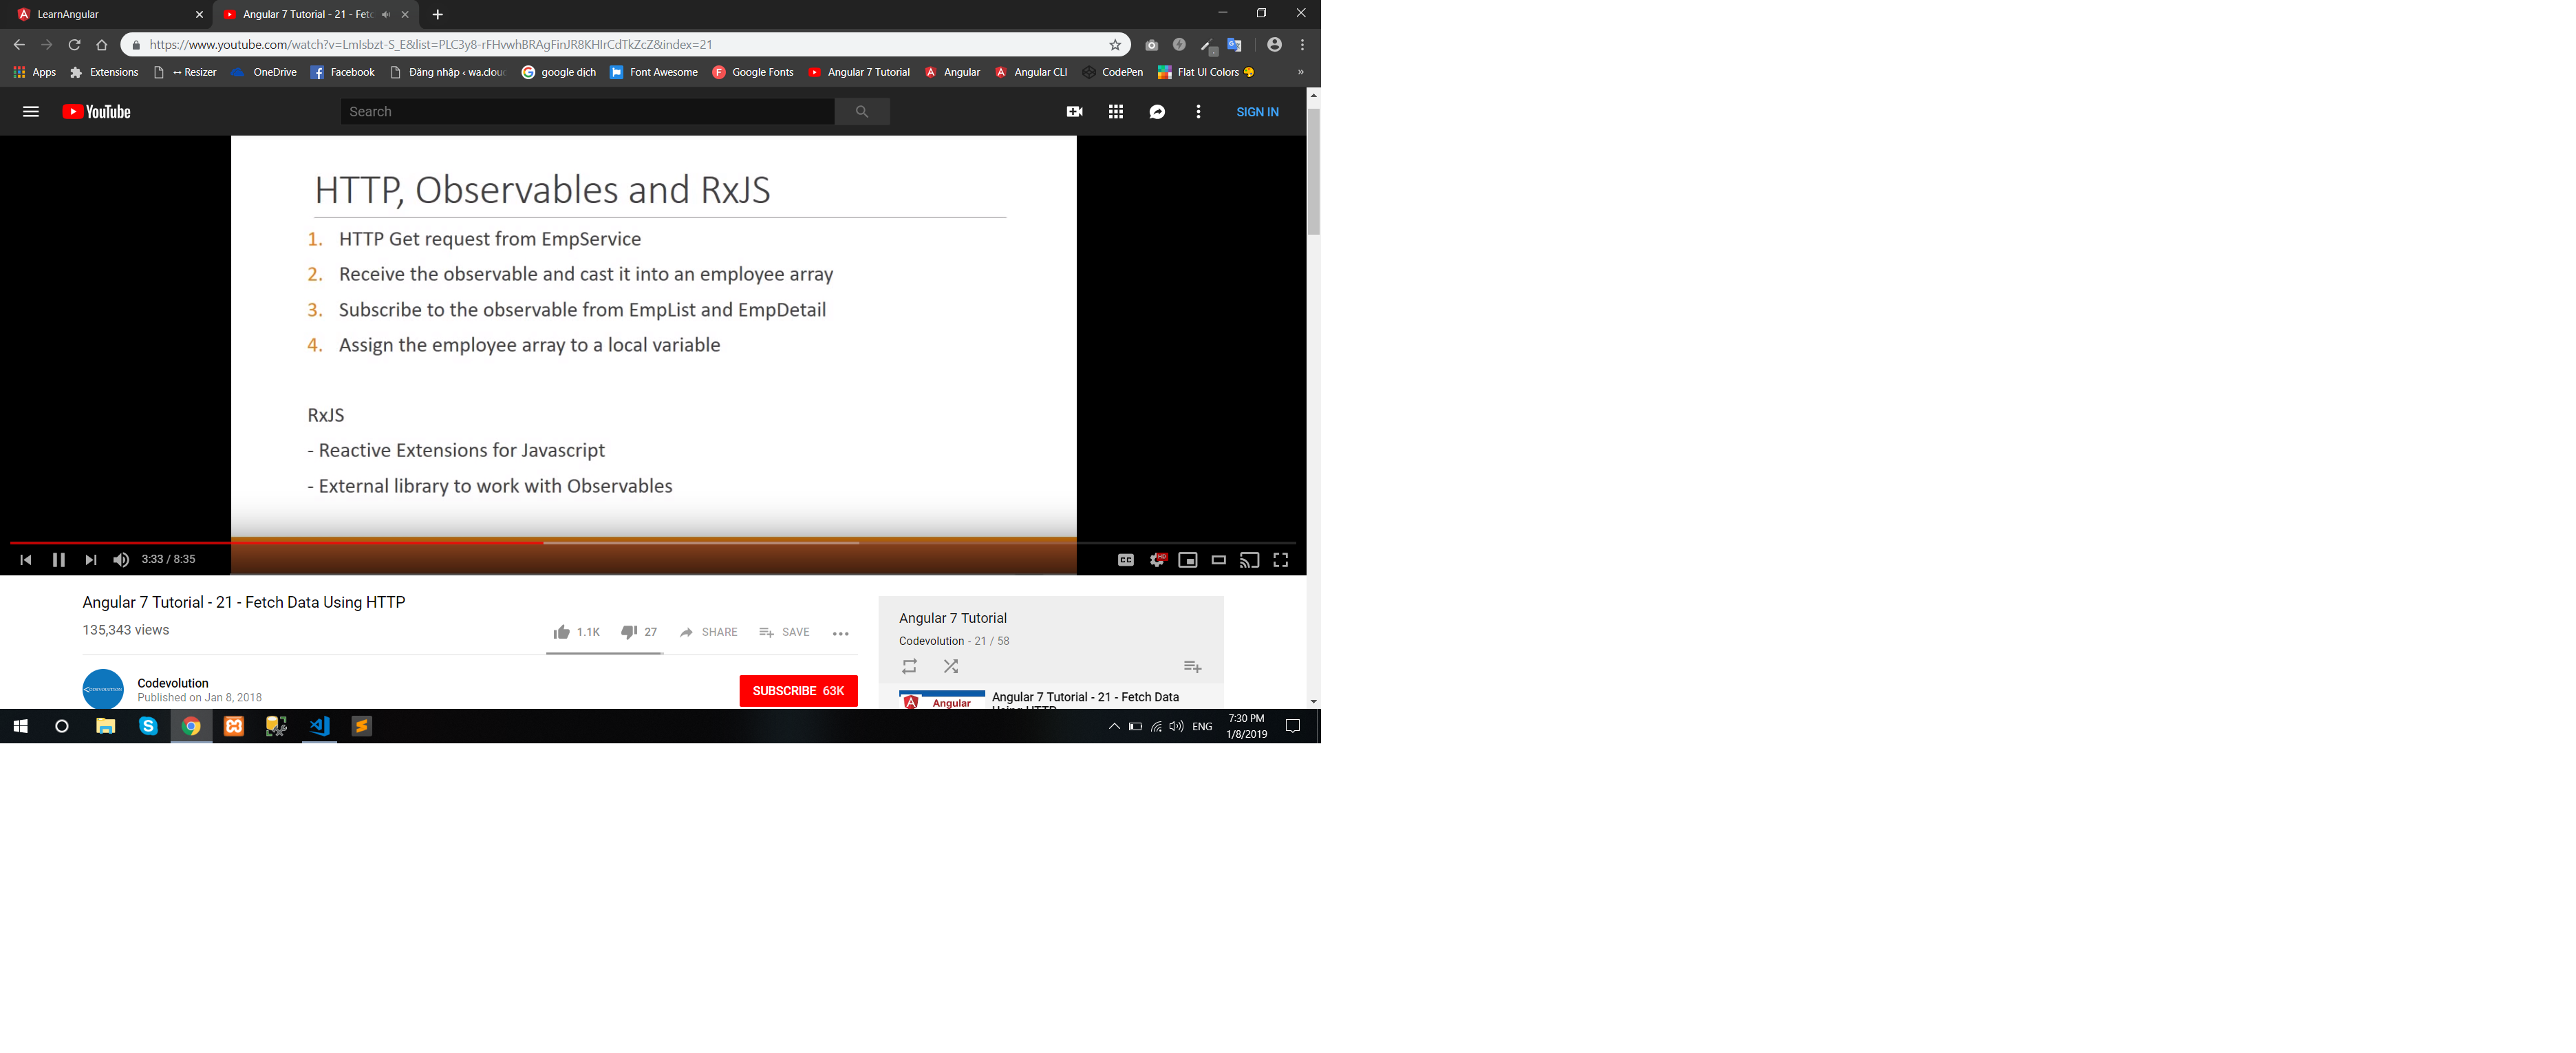 LearnAngular
Angular 7 Tutorial - 21 - Fetc
https://www.youtube.com/watch?v=LmIsbzt-S_E&list=PLC3y8-rFHvwhBRAgFinJR8KHIrCdTkZcZ&index=21
Apps Extensions ↔Resizer OneDrive Facebook Đăng nhập ‹ wa.clou google dịch Font Awesome Google Fonts Angular 7 Tutorial Angular Angular CLI CodePen Flat UI Colors »
YouTube
Search
SIGN IN
HTTP, Observables and RxJS
1. HTTP Get request from EmpService
2. Receive the observable and cast it into an employee array
3. Subscribe to the observable from EmpList and EmpDetail
4. Assign the employee array to a local variable
RxJS
- Reactive Extensions for Javascript
- External library to work with Observables
3:33 / 8:35
CC
HD
Angular 7 Tutorial - 21 - Fetch Data Using HTTP
135,343 views
1.1K 27 SHARE SAVE
Codevolution
Published on Jan 8, 2018
SUBSCRIBE 63K
Angular 7 Tutorial
Codevolution - 21 / 58
Angular
Angular 7 Tutorial - 21 - Fetch Data
Using HTTP
ENG
7:30 PM
1/8/2019